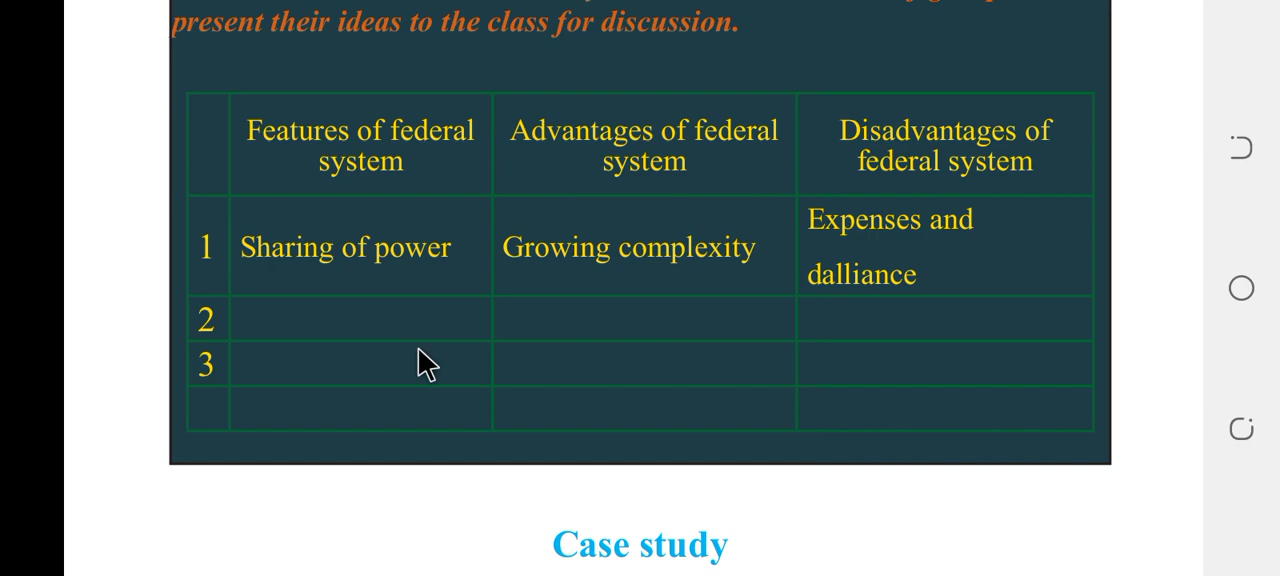 present their ideas to the class for discussion.
Features of federal system
Advantages of federal system
Disadvantages of federal system
1
Sharing of power
Growing complexity
Expenses and
dalliance
2
3
Case study